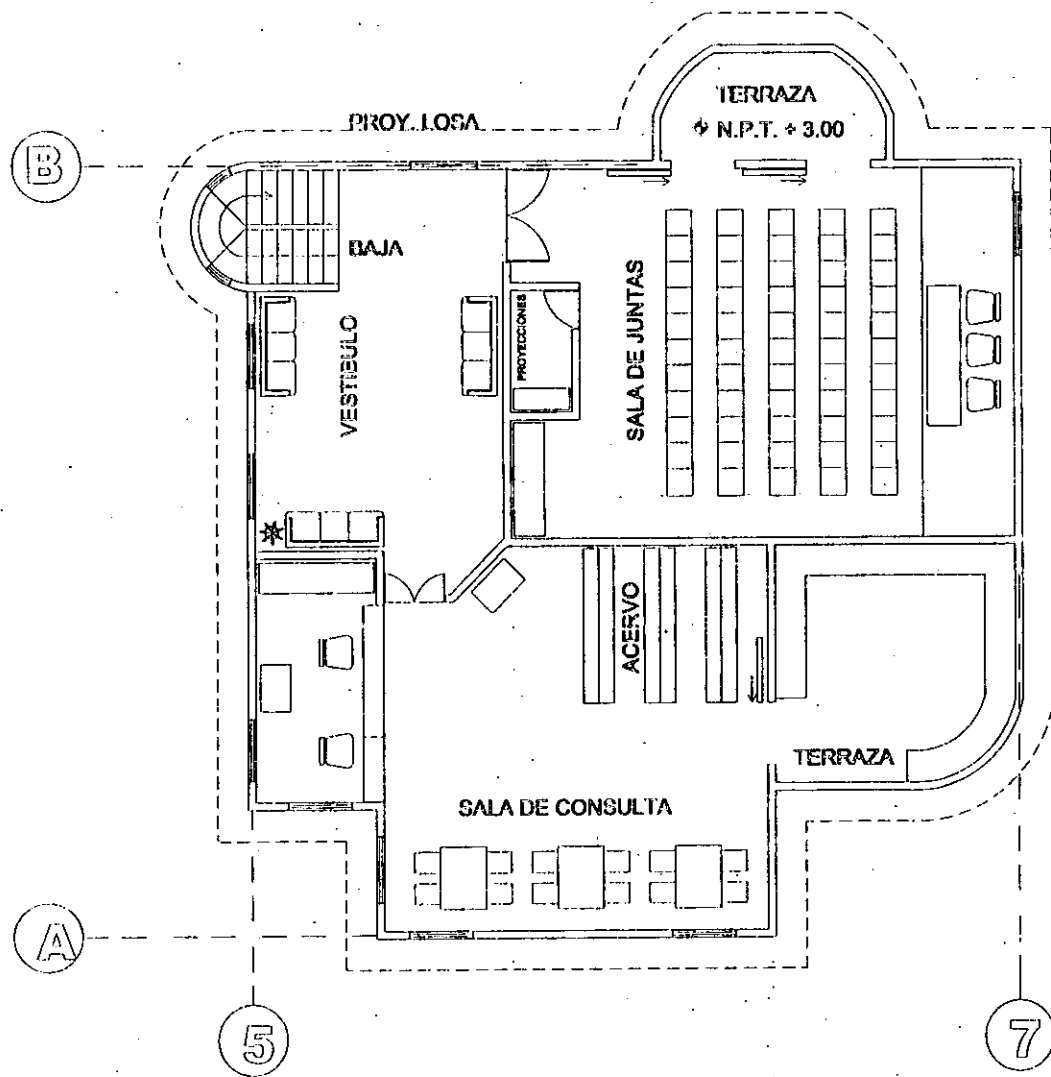 TERRAZA
N.P.T. + 3.00
PROY. LOSA
B
BAJA
VESTIBULO
PROYECCIONES
SALA DE JUNTAS
ACERVO
TERRAZA
SALA DE CONSULTA
A
5
7